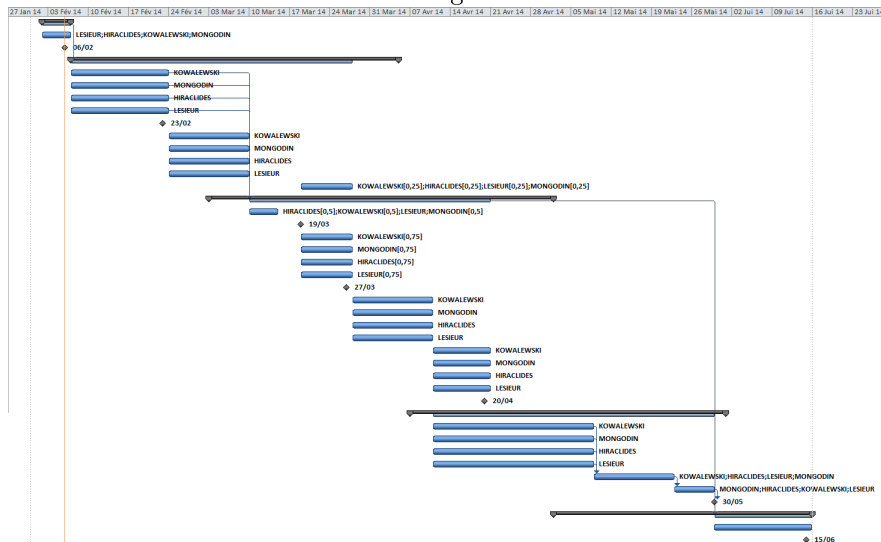 27 Jan 14 03 Fév 14 10 Fév 14 17 Fév 14 24 Fév 14 03 Mar 14 10 Mar 14 17 Mar 14 24 Mar 14 31 Mar 14 07 Avr 14 14 Avr 14 21 Avr 14 28 Avr 14 05 Mai 14 12 Mai 14 19 Mai 14 26 Mai 14 02 Jui 14 09 Jui 14 16 Jui 14 23 Jui 14
LESIEUR;HIRACLIDES;KOWALEWSKI;MONGODIN
06/02
KOWALEWSKI
MONGODIN
HIRACLIDES
LESIEUR
23/02
KOWALEWSKI
MONGODIN
HIRACLIDES
LESIEUR
KOWALEWSKI[0,25];HIRACLIDES[0,25];LESIEUR[0,25];MONGODIN[0,25]
HIRACLIDES[0,5];KOWALEWSKI[0,5];LESIEUR;MONGODIN[0,5]
19/03
KOWALEWSKI[0,75]
MONGODIN[0,75]
HIRACLIDES[0,75]
LESIEUR[0,75]
27/03
KOWALEWSKI
MONGODIN
HIRACLIDES
LESIEUR
KOWALEWSKI
MONGODIN
HIRACLIDES
LESIEUR
20/04
KOWALEWSKI
MONGODIN
HIRACLIDES
LESIEUR
KOWALEWSKI;HIRACLIDES;LESIEUR;MONGODIN
MONGODIN;HIRACLIDES;KOWALEWSKI;LESIEUR
30/05
15/06